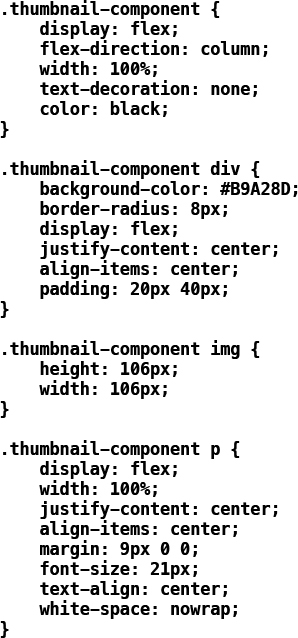 .thumbnail-component {
    display: flex;
    flex-direction: column;
    width: 100%;
    text-decoration: none;
    color: black;
}

.thumbnail-component div {
    background-color: #B9A28D;
    border-radius: 8px;
    display: flex;
    justify-content: center;
    align-items: center;
    padding: 20px 40px;
}

.thumbnail-component img {
    height: 106px;
    width: 106px;
}

.thumbnail-component p {
    display: flex;
    width: 100%;
    justify-content: center;
    align-items: center;
    margin: 9px 0 0;
    font-size: 21px;
    text-align: center;
    white-space: nowrap;
}